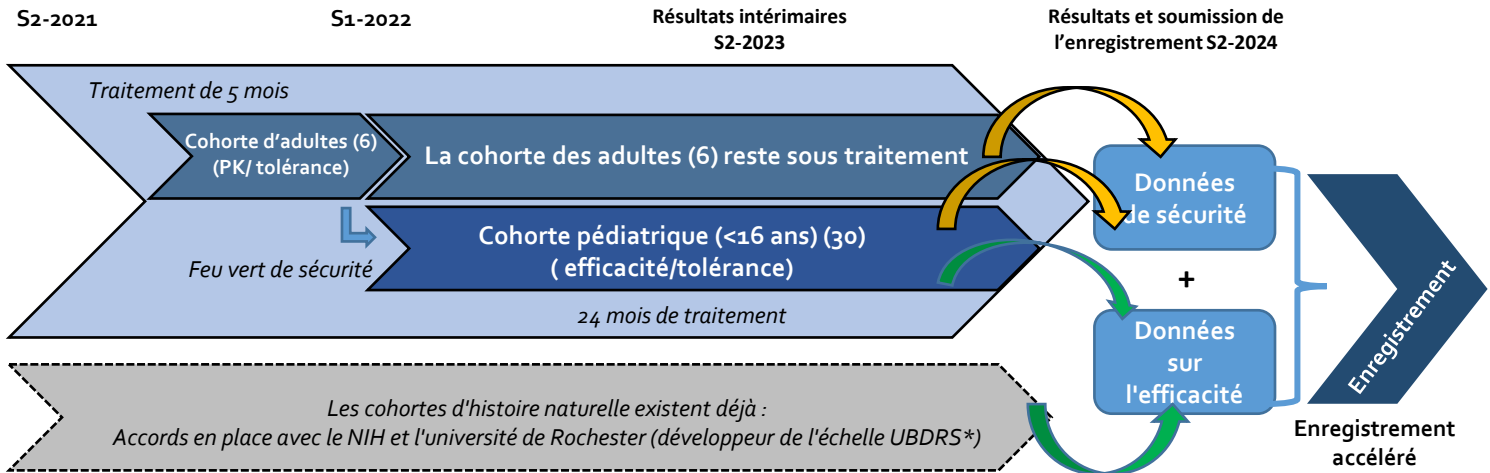 S2-2021
S1-2022
Résultats intérimaires
S2-2023
Résultats et soumission de
l'enregistrement S2-2024
Traitement de 5 mois
Cohorte d'adultes (6)
(PK/ tolérance)
La cohorte des adultes (6) reste sous traitement
Feu vert de sécurité
Cohorte pédiatrique (<16 ans) (30)
( efficacité/tolérance)
24 mois de traitement
Données
de sécurité
+
Données
sur
l'efficacité
Enregistrement
Enregistrement
accéléré
Les cohortes d'histoire naturelle existent déjà :
Accords en place avec le NIH et l'université de Rochester (développeur de l'échelle UBDRS*)